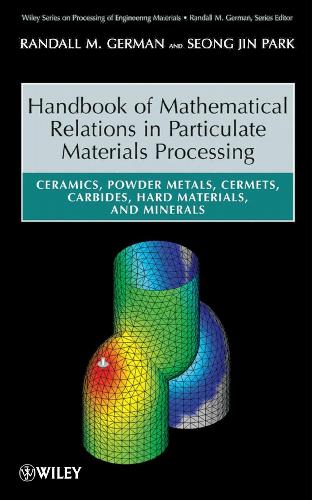 Wiley Series on Processing of Engineering Materials • Randall M. German, Series Editor
RANDALL M. GERMAN AND SEONG JIN PARK
Handbook of Mathematical
Relations in Particulate
Materials Processing
CERAMICS, POWDER METALS, CERMETS,
CARBIDES, HARD MATERIALS,
AND MINERALS
WILEY